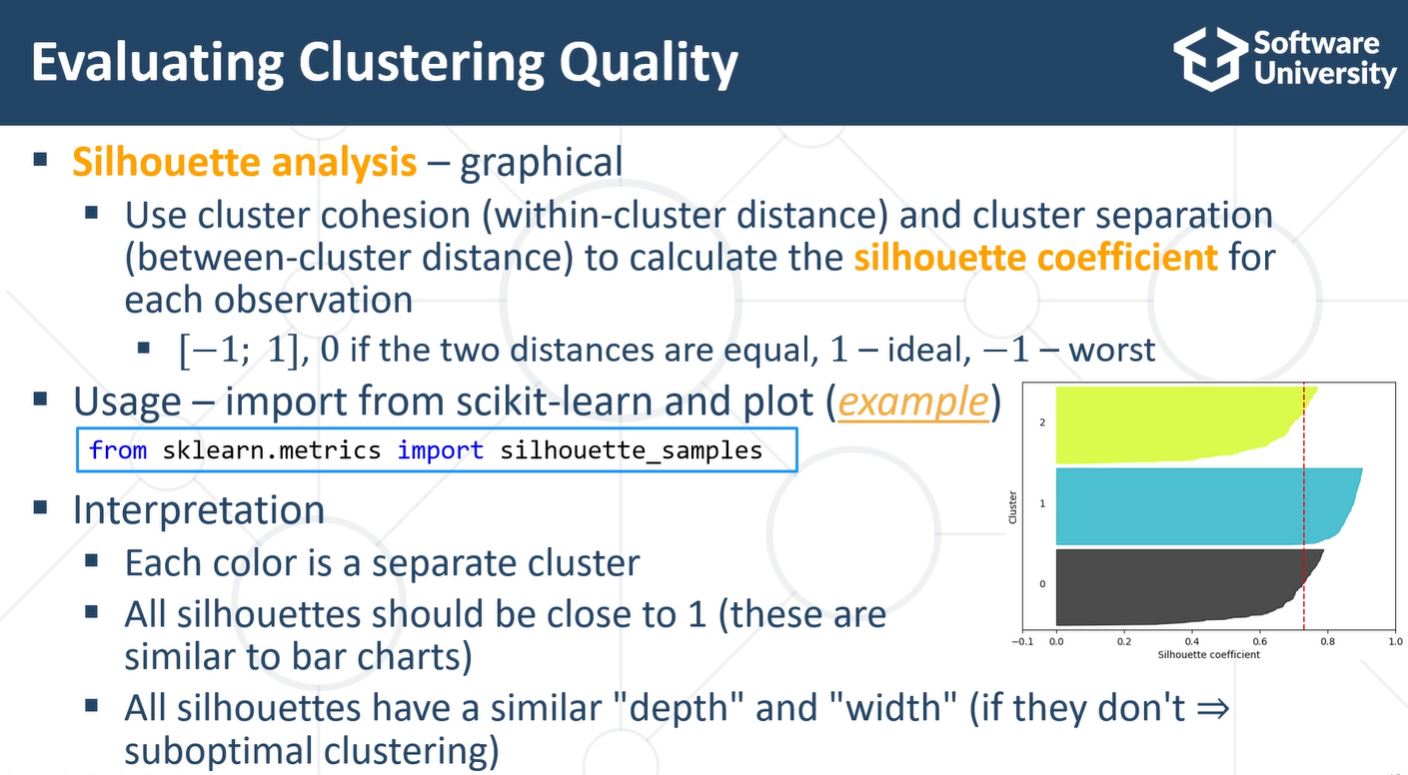 Evaluating Clustering Quality
Software
University
Silhouette analysis – graphical
Use cluster cohesion (within-cluster distance) and cluster separation
(between-cluster distance) to calculate the silhouette coefficient for
each observation
[−1; 1], 0 if the two distances are equal, 1 – ideal, −1 – worst
Usage – import from scikit-learn and plot (example)
from sklearn.metrics import silhouette_samples
Interpretation
Each color is a separate cluster
All silhouettes should be close to 1 (these are
similar to bar charts)
All silhouettes have a similar "depth" and "width" (if they don't ⇒
suboptimal clustering)
Cluster
2
1
0
−0.1 0.0 0.2 0.4 0.6 0.8 1.0
Silhouette coefficient